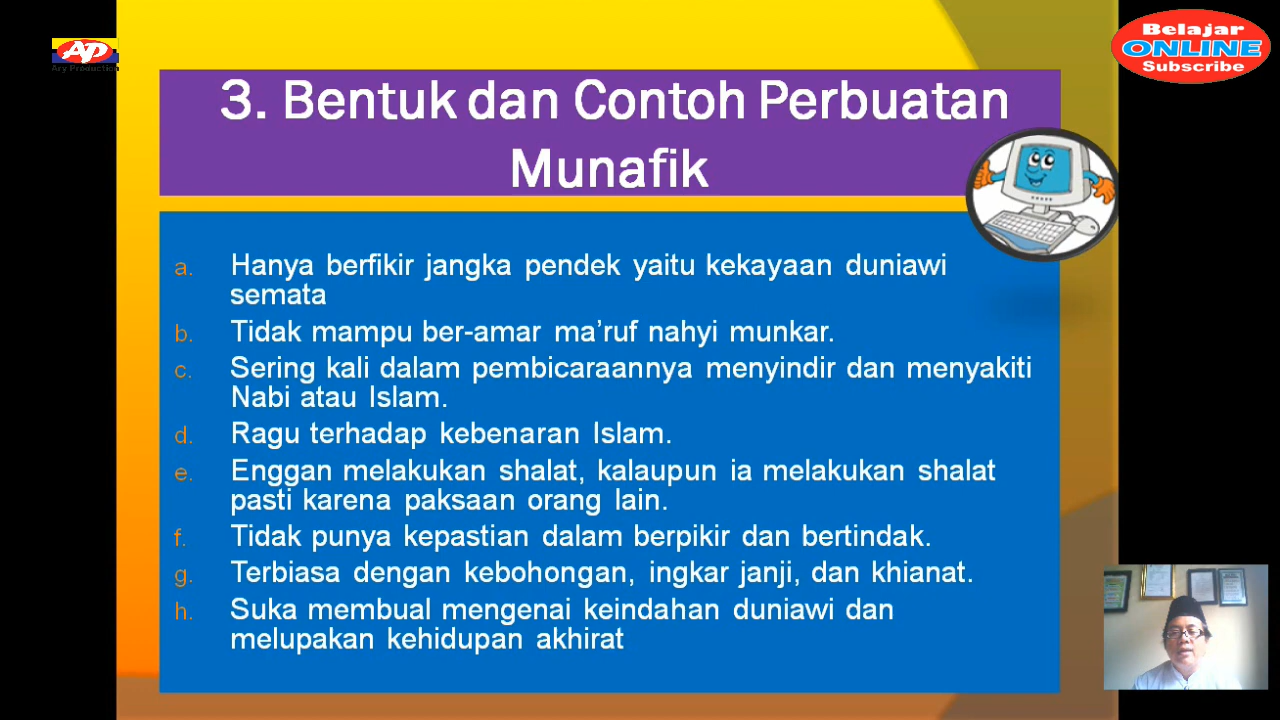 AP
Ary Production
Belajar
ONLINE
Subscribe
3. Bentuk dan Contoh Perbuatan
Munafik
a. Hanya berfikir jangka pendek yaitu kekayaan duniawi
semata
b. Tidak mampu ber-amar ma’ruf nahyi munkar.
c. Sering kali dalam pembicaraannya menyindir dan menyakiti
Nabi atau Islam.
d. Ragu terhadap kebenaran Islam.
e. Enggan melakukan shalat, kalaupun ia melakukan shalat
pasti karena paksaan orang lain.
f. Tidak punya kepastian dalam berpikir dan bertindak.
g. Terbiasa dengan kebohongan, ingkar janji, dan khianat.
h. Suka membual mengenai keindahan duniawi dan
melupakan kehidupan akhirat